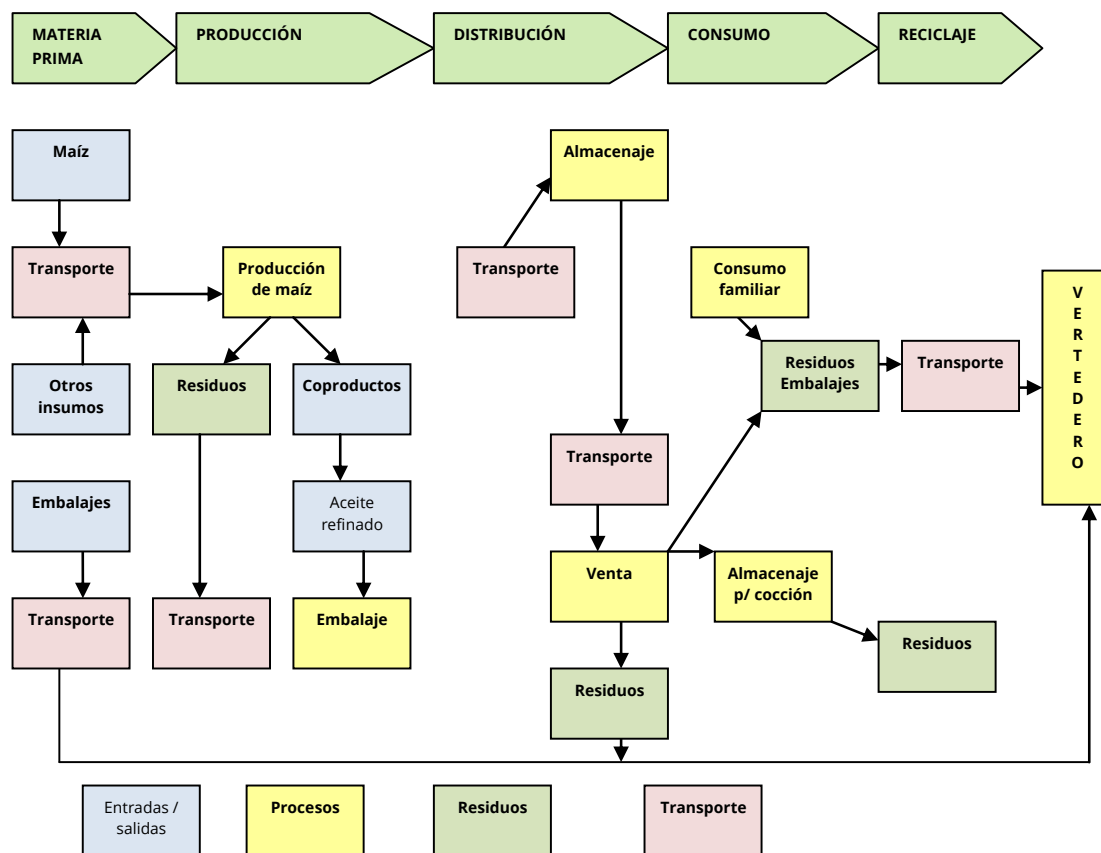 MATERIA
PRIMA
PRODUCCIÓN
DISTRIBUCIÓN
CONSUMO
RECICLAJE
Maíz
Almacenaje
Transporte
Producción
de maíz
Transporte
Consumo
familiar
V
E
R
T
E
D
E
R
O
Otros
insumos
Residuos
Coproductos
Residuos
Embalajes
Transporte
Transporte
Embalajes
Aceite
refinado
Venta
Almacenaje
p/ cocción
Transporte
Transporte
Embalaje
Residuos
Residuos
Entradas /
salidas
Procesos
Residuos
Transporte